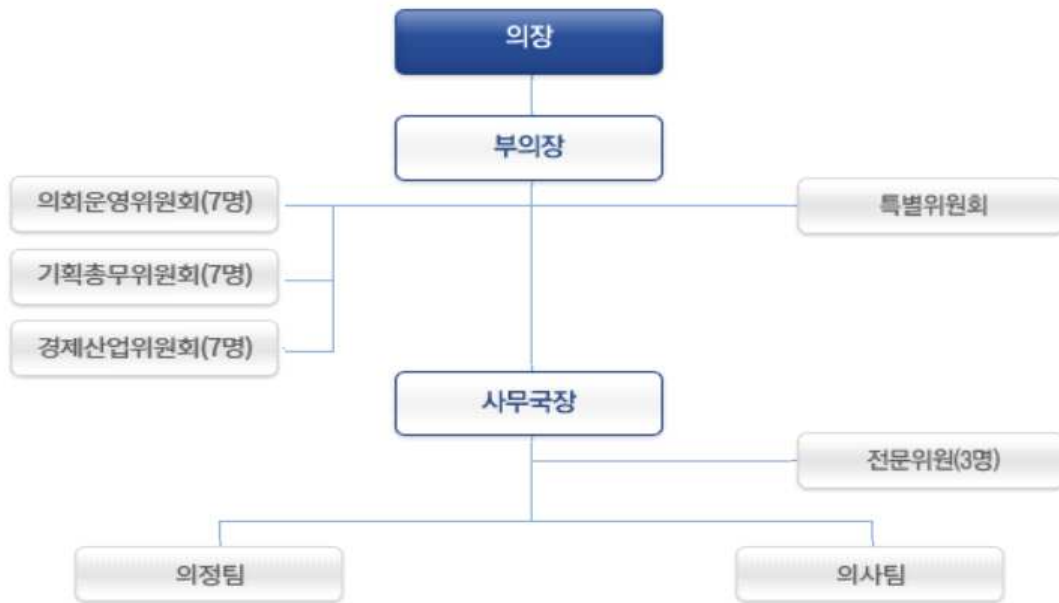 의장
부의장
의회운영위원회(7명)
특별위원회
기획총무위원회(7명)
경제산업위원회(7명)
사무국장
전문위원(3명)
의정팀
의사팀